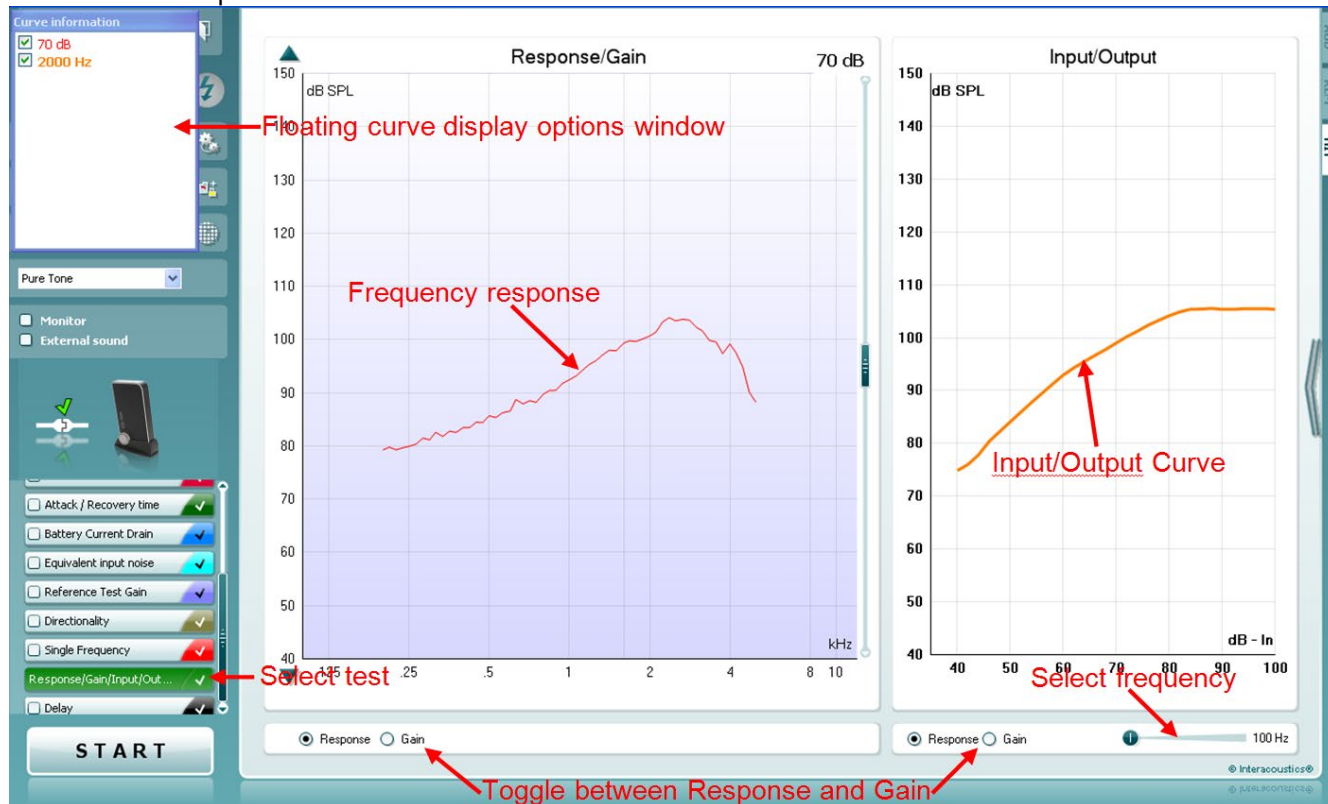 Curve information
70 dB
2000 Hz
Floating curve display options window
Pure Tone
Monitor
External sound
Attack / Recovery time
Battery Current Drain
Equivalent input noise
Reference Test Gain
Directionality
Single Frequency
Response/Gain/Input/Out...
Delay
Select test
START
Response/Gain
70 dB
dB SPL
150
140
130
120
110
100
90
80
70
60
50
40
Frequency response
kHz
.125 .25 .5 1 2 4 8 10
Response Gain
Input/Output
dB SPL
150
140
130
120
110
100
90
80
70
60
50
40
Input/Output Curve
dB - In
40 50 60 70 80 90 100
Select frequency
Response Gain
100 Hz
Toggle between Response and Gain
© Interacoustics®